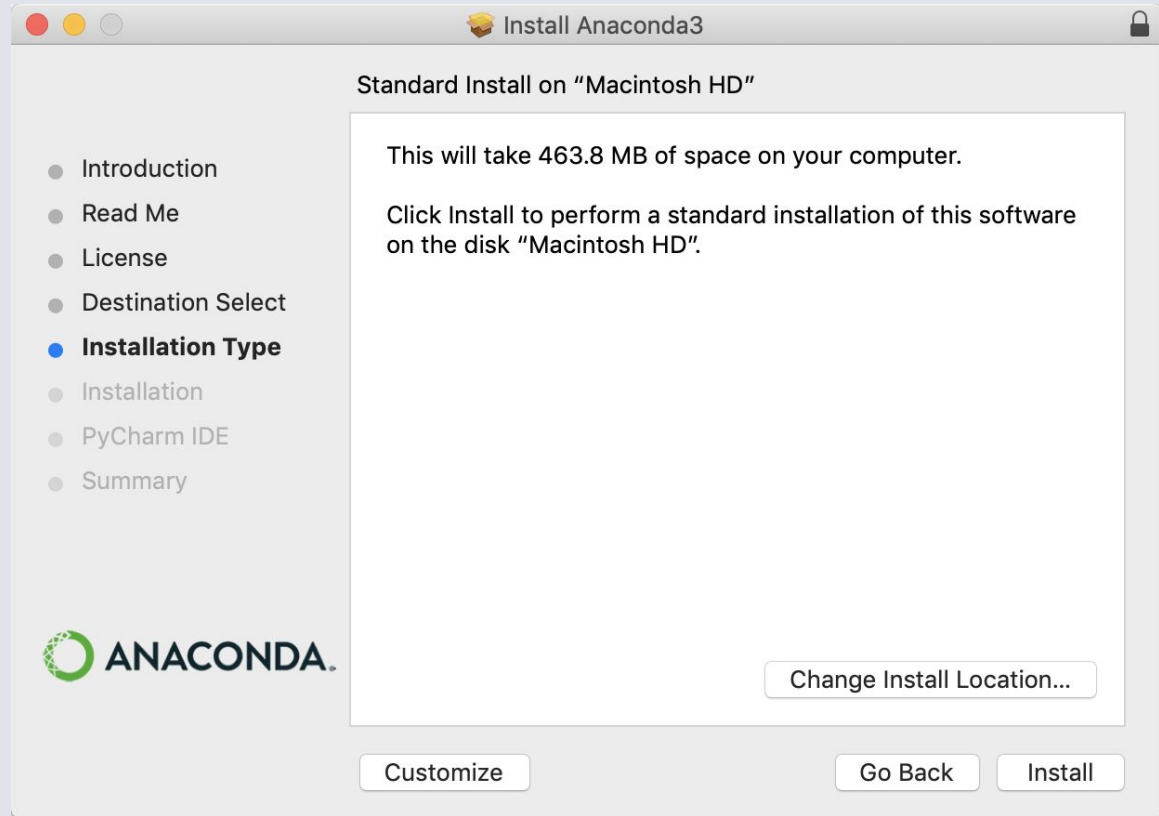 Install Anaconda3
Standard Install on “Macintosh HD”
Introduction
Read Me
License
Destination Select
Installation Type
Installation
PyCharm IDE
Summary
This will take 463.8 MB of space on your computer.
Click Install to perform a standard installation of this software
on the disk “Macintosh HD”.
ANACONDA.
Change Install Location...
Customize
Go Back
Install